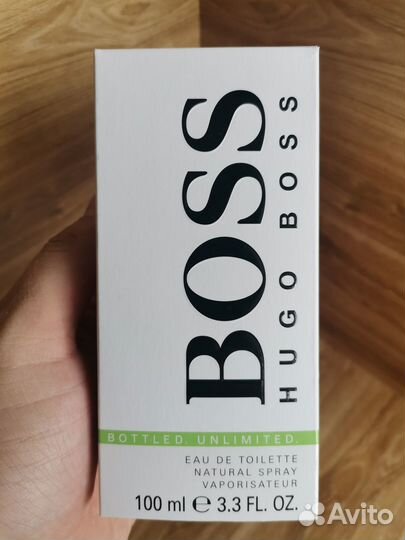 BOSS
HUGO BOSS
BOTTLED. UNLIMITED.
EAU DE TOILETTE
NATURAL SPRAY
VAPORISATEUR
100 ml ℮ 3.3 FL. OZ.
Avito